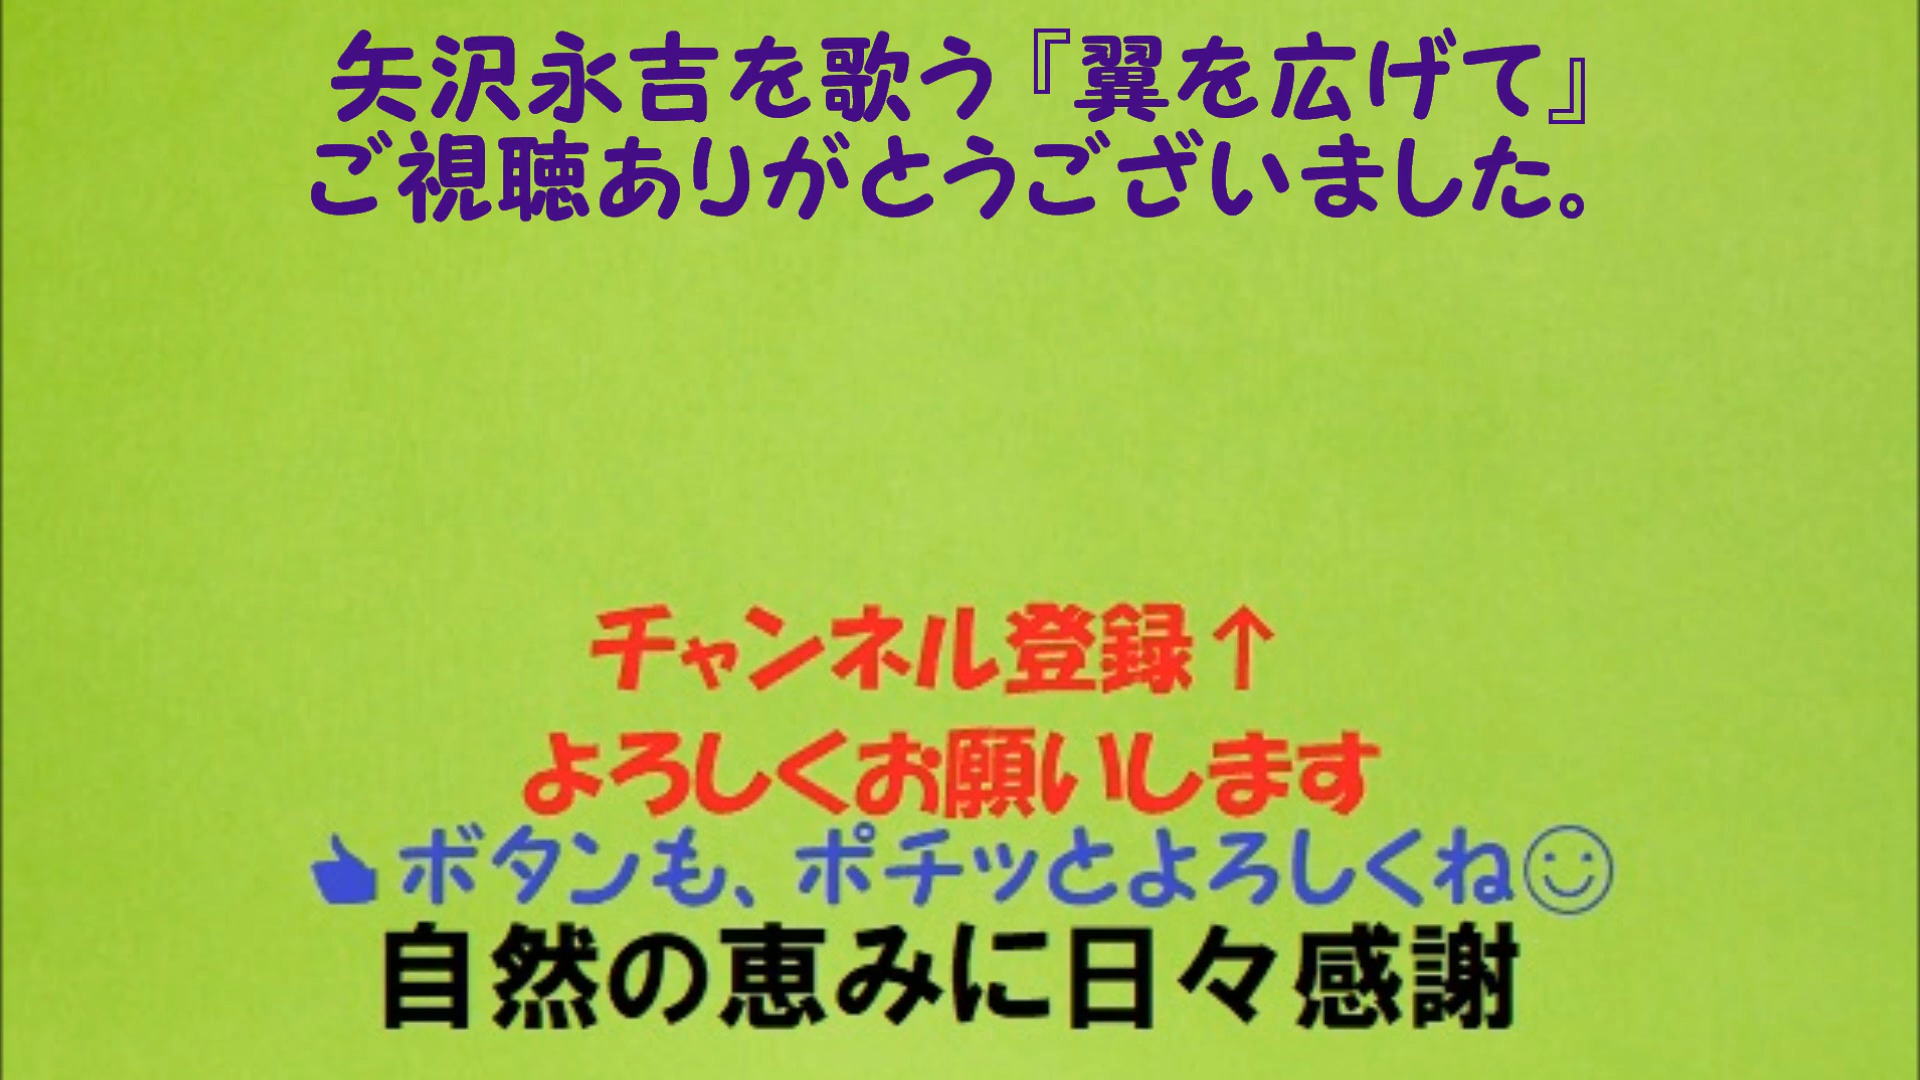 矢沢永吉を歌う『翼を広げて』
ご視聴ありがとうございました。
チャンネル登録↑
よろしくお願いします
👍ボタンも、ポチッとよろしくね☺
自然の恵みに日々感謝